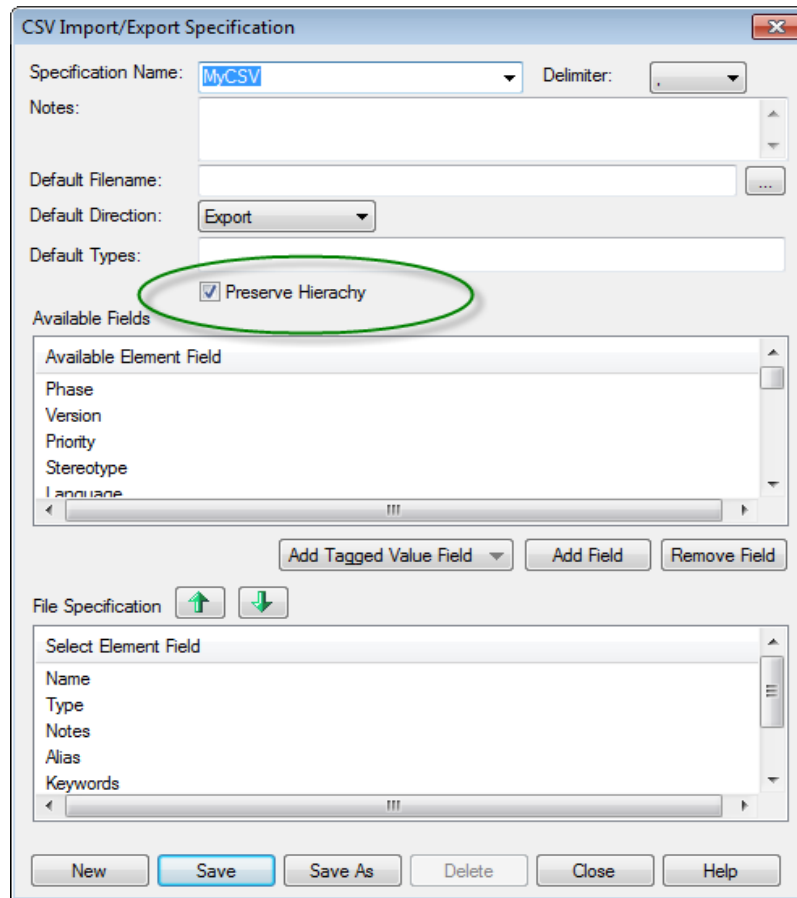 CSV Import/Export Specification
Specification Name: MyCSV Delimiter: ,
Notes:
Default Filename: ...
Default Direction: Export
Default Types:
Preserve Hierachy
Available Fields
Available Element Field
Phase
Version
Priority
Stereotype
Language
Add Tagged Value Field Add Field Remove Field
File Specification
Select Element Field
Name
Type
Notes
Alias
Keywords
New Save Save As Delete Close Help